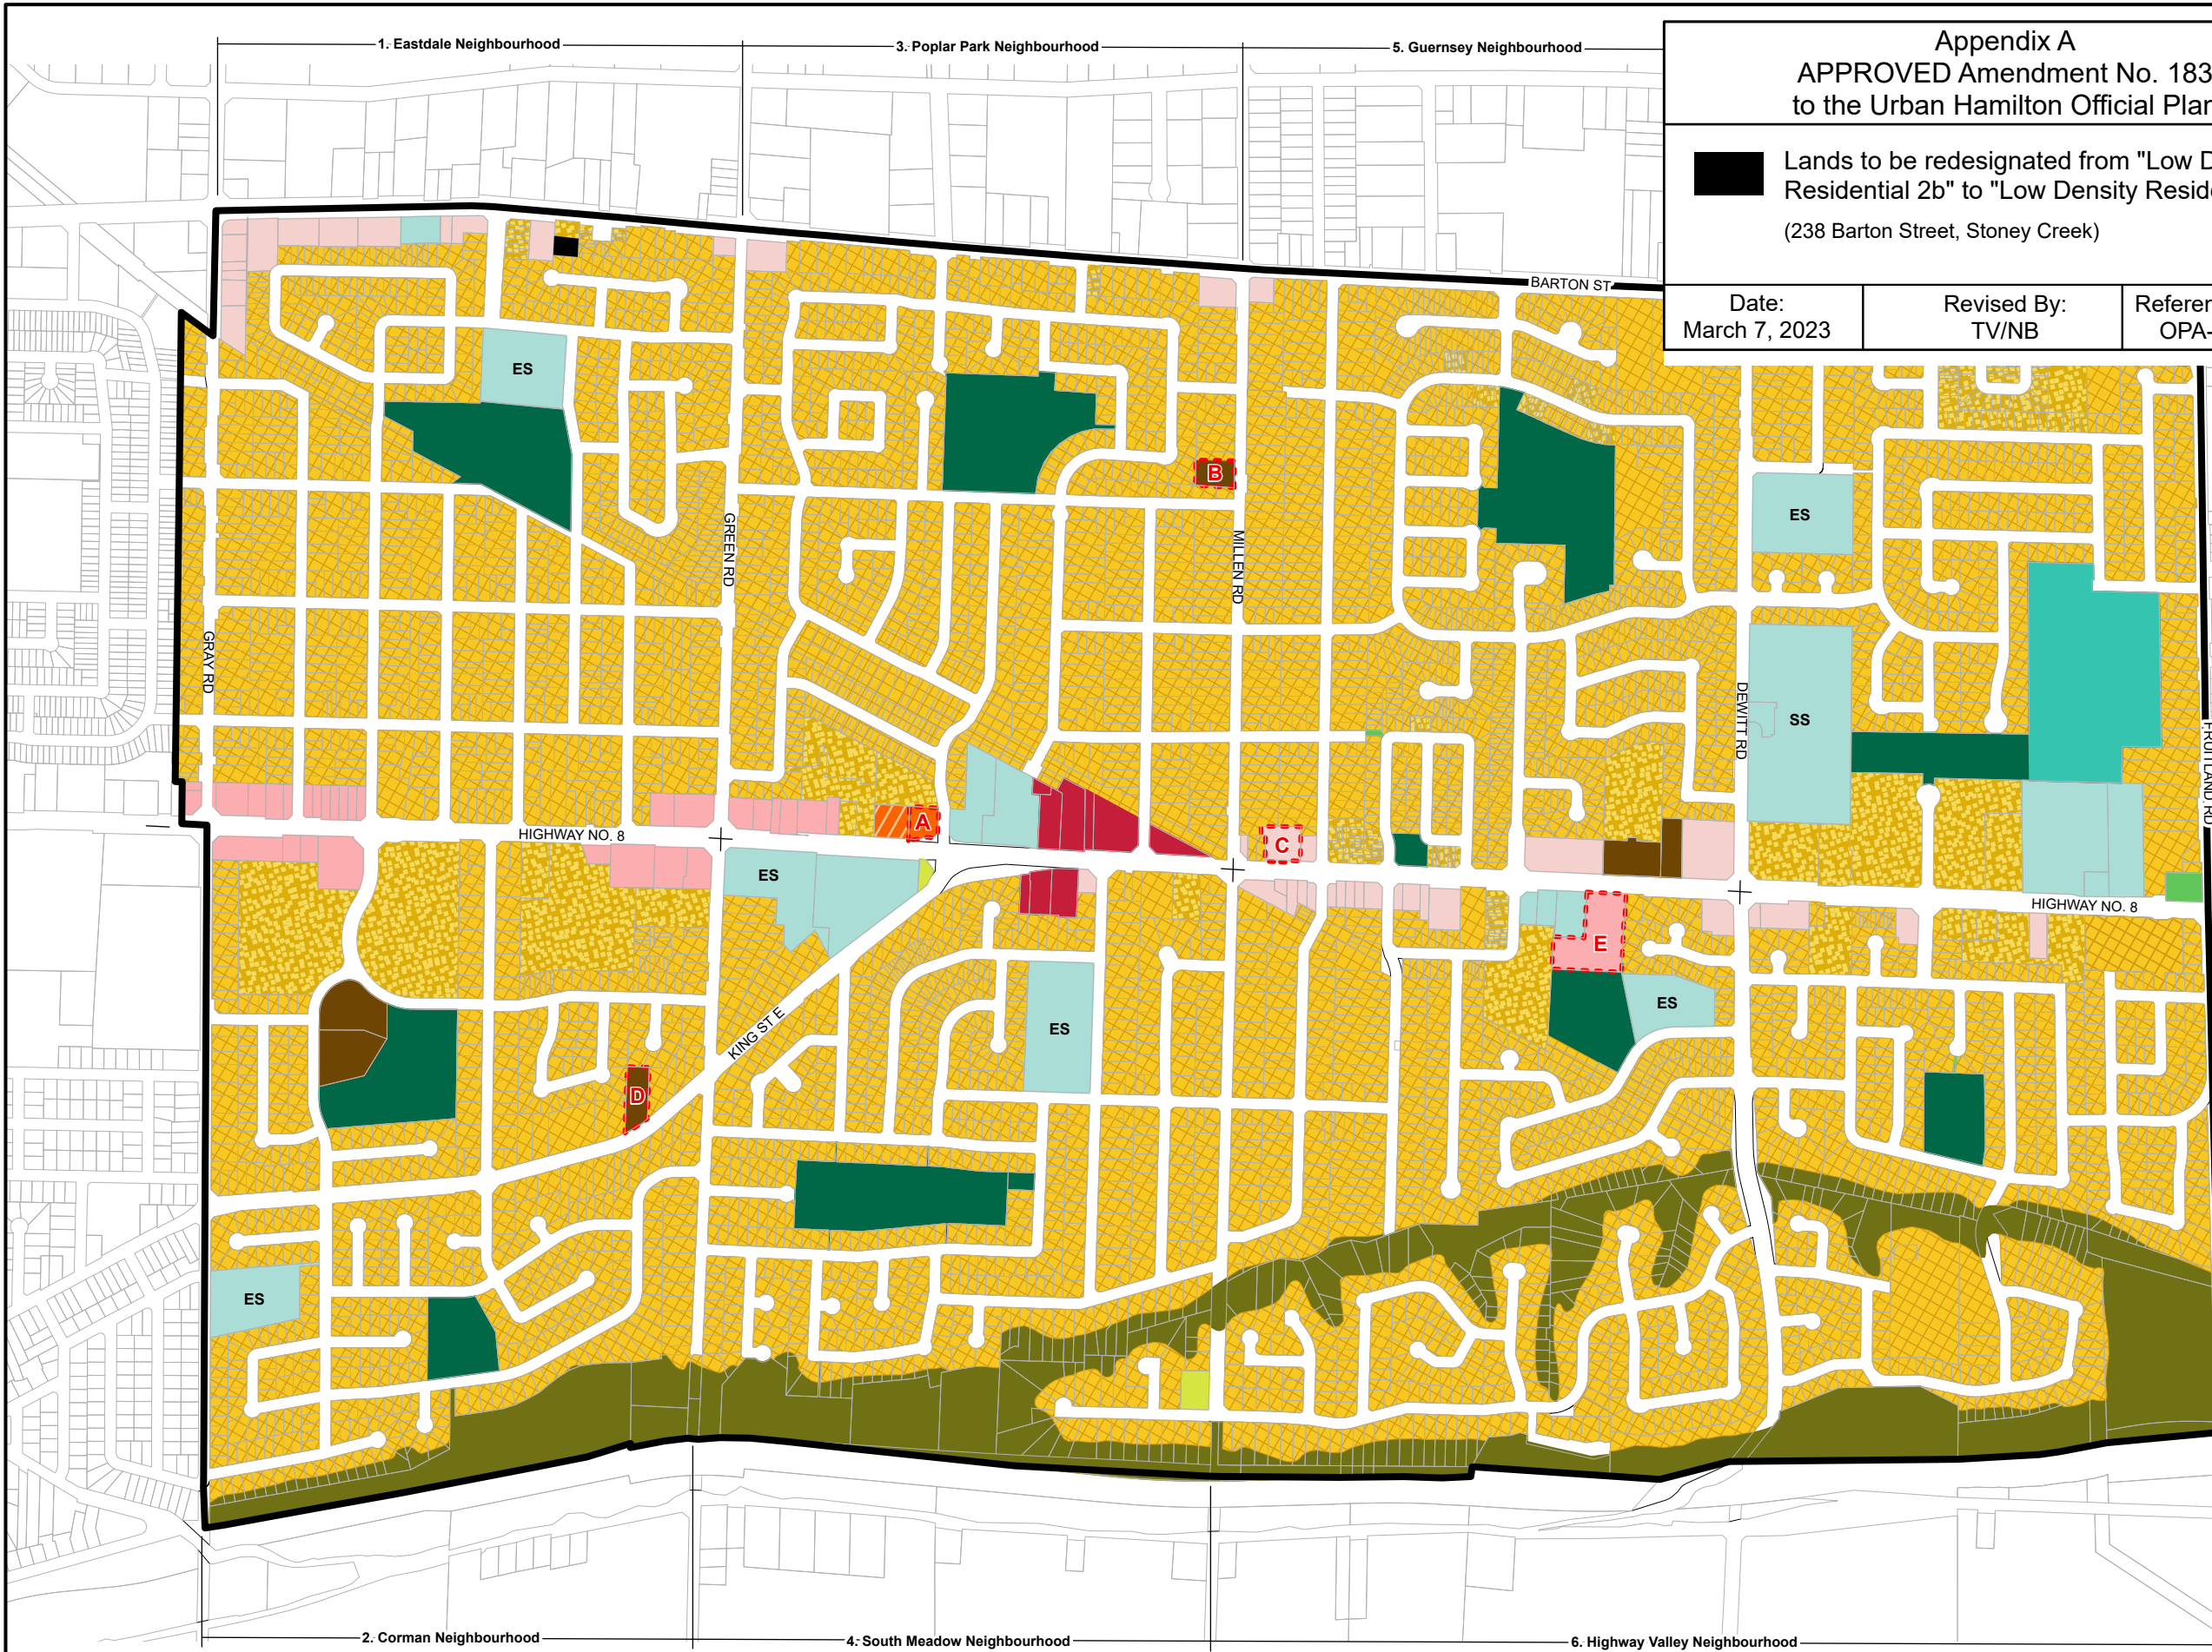 1. Eastdale Neighbourhood
3. Poplar Park Neighbourhood
5. Guernsey Neighbourhood
Appendix A
APPROVED Amendment No. 183
to the Urban Hamilton Official Plan
Lands to be redesignated from "Low D
Residential 2b" to "Low Density Resid
(238 Barton Street, Stoney Creek)
Date:
March 7, 2023
Revised By:
TV/NB
Refere
OPA-
BARTON ST
ES
B
ES
GREEN RD
MILLEN RD
GRAY RD
DEWITT RD
SS
FRUITLAND RD
HIGHWAY NO. 8
A
C
ES
HIGHWAY NO. 8
E
ES
ES
KING ST E
D
ES
2. Corman Neighbourhood
4. South Meadow Neighbourhood
6. Highway Valley Neighbourhood